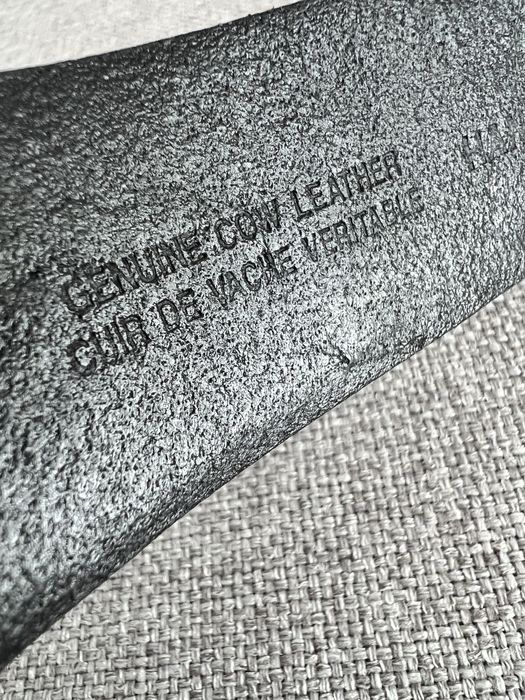 GENUINE COW LEATHER
CUIR DE VACHE VERITABLE